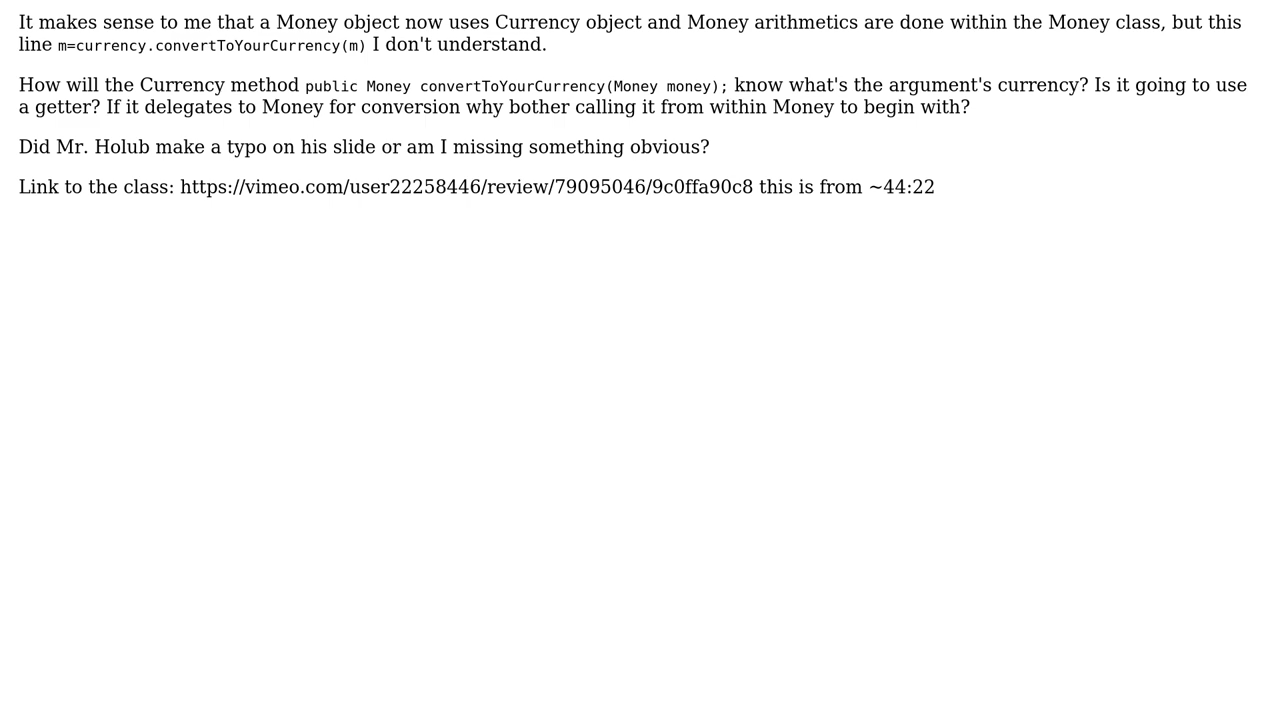 It makes sense to me that a Money object now uses Currency object and Money arithmetics are done within the Money class, but this
line m=currency.convertToYourCurrency(m) I don't understand.
How will the Currency method public Money convertToYourCurrency(Money money); know what's the argument's currency? Is it going to use
a getter? If it delegates to Money for conversion why bother calling it from within Money to begin with?
Did Mr. Holub make a typo on his slide or am I missing something obvious?
Link to the class: https://vimeo.com/user22258446/review/79095046/9c0ffa90c8 this is from ~44:22